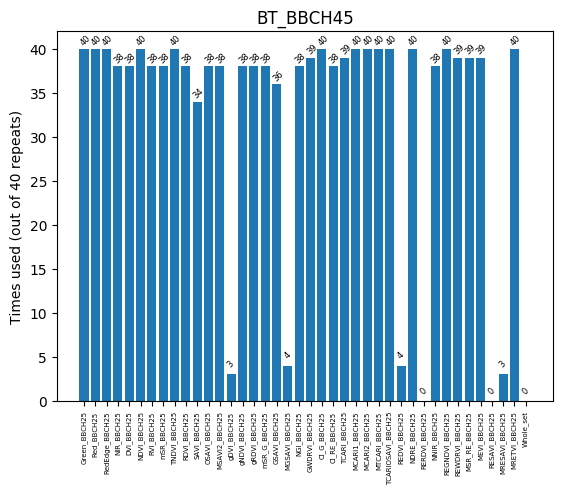 BT_BBCH45
Times used (out of 40 repeats)
40
35
30
25
20
15
10
5
0
40 40 40 38 38 40 38 38 40 38 34 38 38 3 38 38 38 36 4 38 39 40 38 39 40 40 40 40 4 40 0 38 40 39 39 39 0 3 40 0
Green_BBCH25
Red_BBCH25
RedEdge_BBCH25
NIR_BBCH25
DVI_BBCH25
NDVI_BBCH25
RVI_BBCH25
mSR_BBCH25
TNDVI_BBCH25
RDVI_BBCH25
SAVI_BBCH25
OSAVI_BBCH25
MSAVI2_BBCH25
gDVI_BBCH25
gNDVI_BBCH25
gRDVI_BBCH25
mSR_G_BBCH25
GSAVI_BBCH25
MGSAVI_BBCH25
NGI_BBCH25
GWDRVI_BBCH25
CI_G_BBCH25
CI_RE_BBCH25
TCARI_BBCH25
MCARI1_BBCH25
MCARI2_BBCH25
MTCARI_BBCH25
TCARIOSAVI_BBCH25
REDVI_BBCH25
NDRE_BBCH25
RERDVI_BBCH25
NNIR_BBCH25
REGNDVI_BBCH25
REWDRVI_BBCH25
MSR_RE_BBCH25
MEVI_BBCH25
RESAVI_BBCH25
MRESAVI_BBCH25
MRETVI_BBCH25
Whole_set